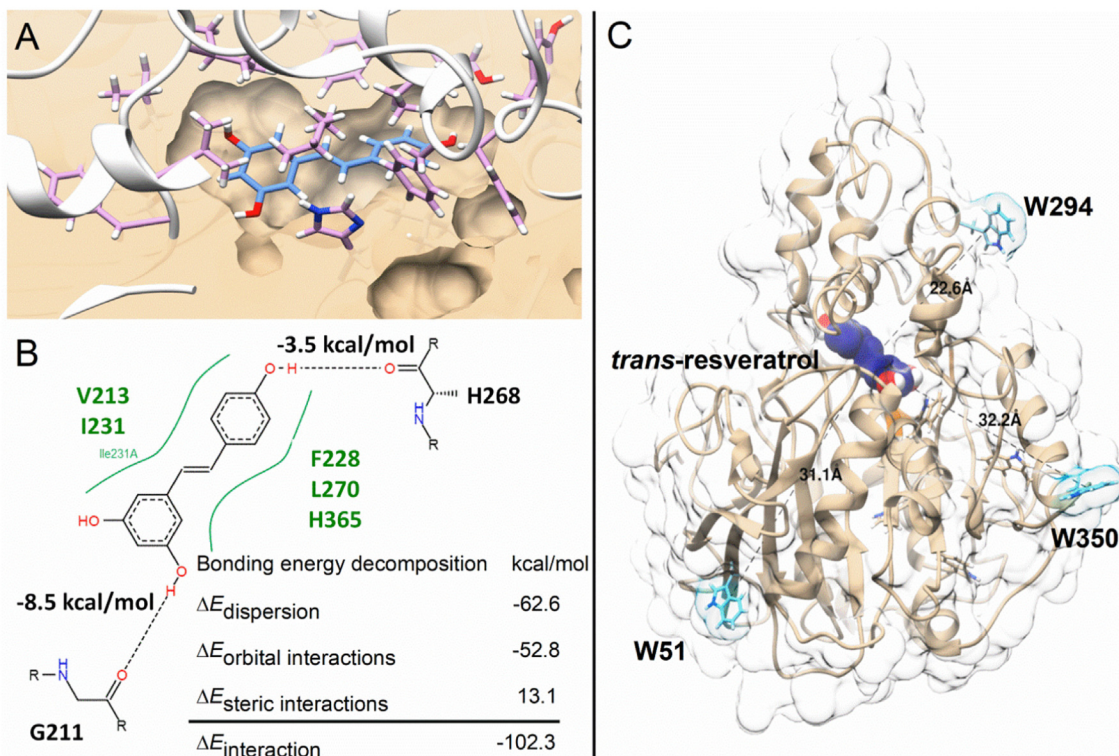 A
B
-3.5 kcal/mol
O
H
O
R
H268
H
N
R
V213
I231
Ile231A
F228
L270
H365
HO
O
H
-8.5 kcal/mol
H
R
N
O
R
G211
Bonding energy decomposition kcal/mol
ΔEdispersion -62.6
ΔEorbital interactions -52.8
ΔEsteric interactions 13.1
ΔEinteraction -102.3
C
W294
22.6Å
trans-resveratrol
32.2Å
31.1Å
W350
W51